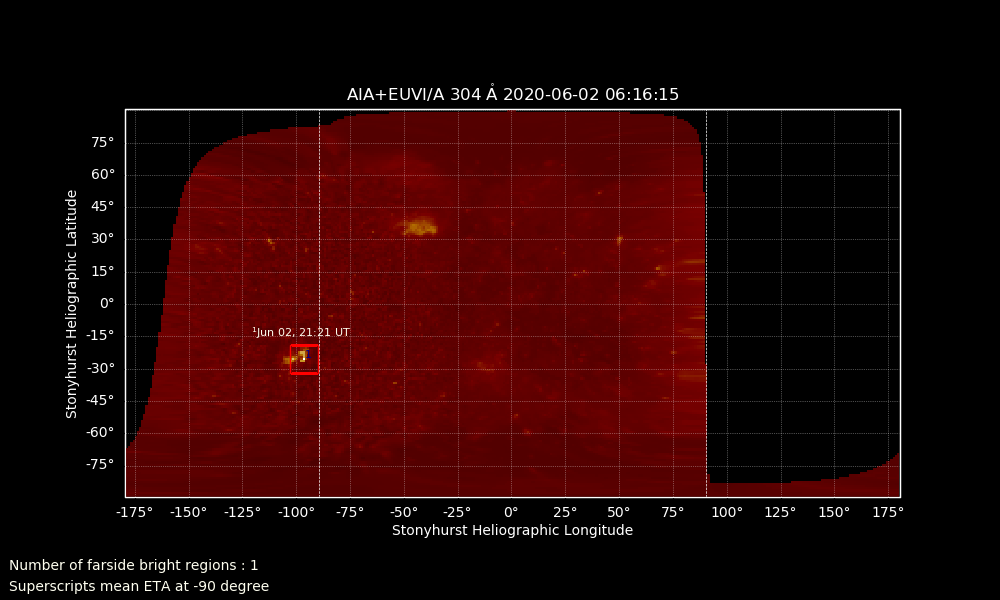 AIA+EUVI/A 304 Å 2020-06-02 06:16:15
75°
60°
45°
30°
15°
0°
-15°
-30°
-45°
-60°
-75°
Stonyhurst Heliographic Latitude
¹Jun 02, 21:21 UT
-175° -150° -125° -100° -75° -50° -25° 0° 25° 50° 75° 100° 125° 150° 175°
Stonyhurst Heliographic Longitude
Number of farside bright regions : 1
Superscripts mean ETA at -90 degree